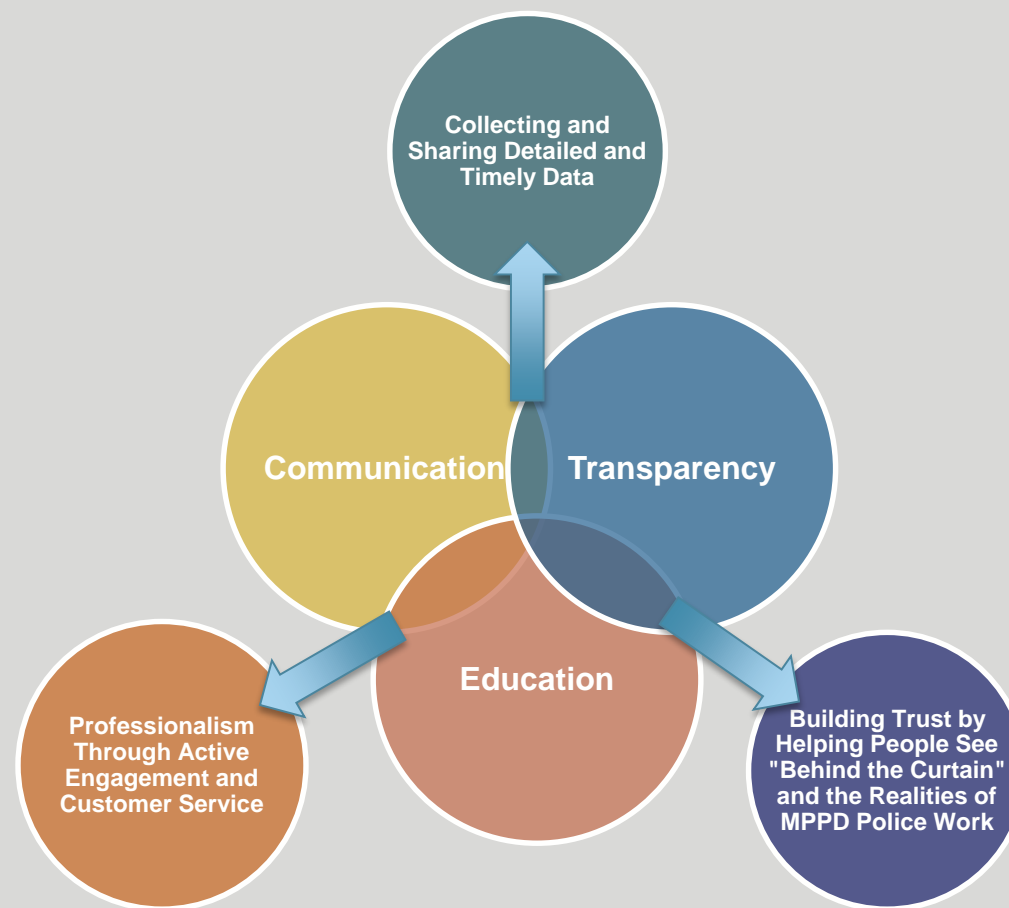 Collecting and
Sharing Detailed and
Timely Data
Communication
Transparency
Education
Professionalism
Through Active
Engagement and
Customer Service
Building Trust by
Helping People See
"Behind the Curtain"
and the Realities of
MPPD Police Work